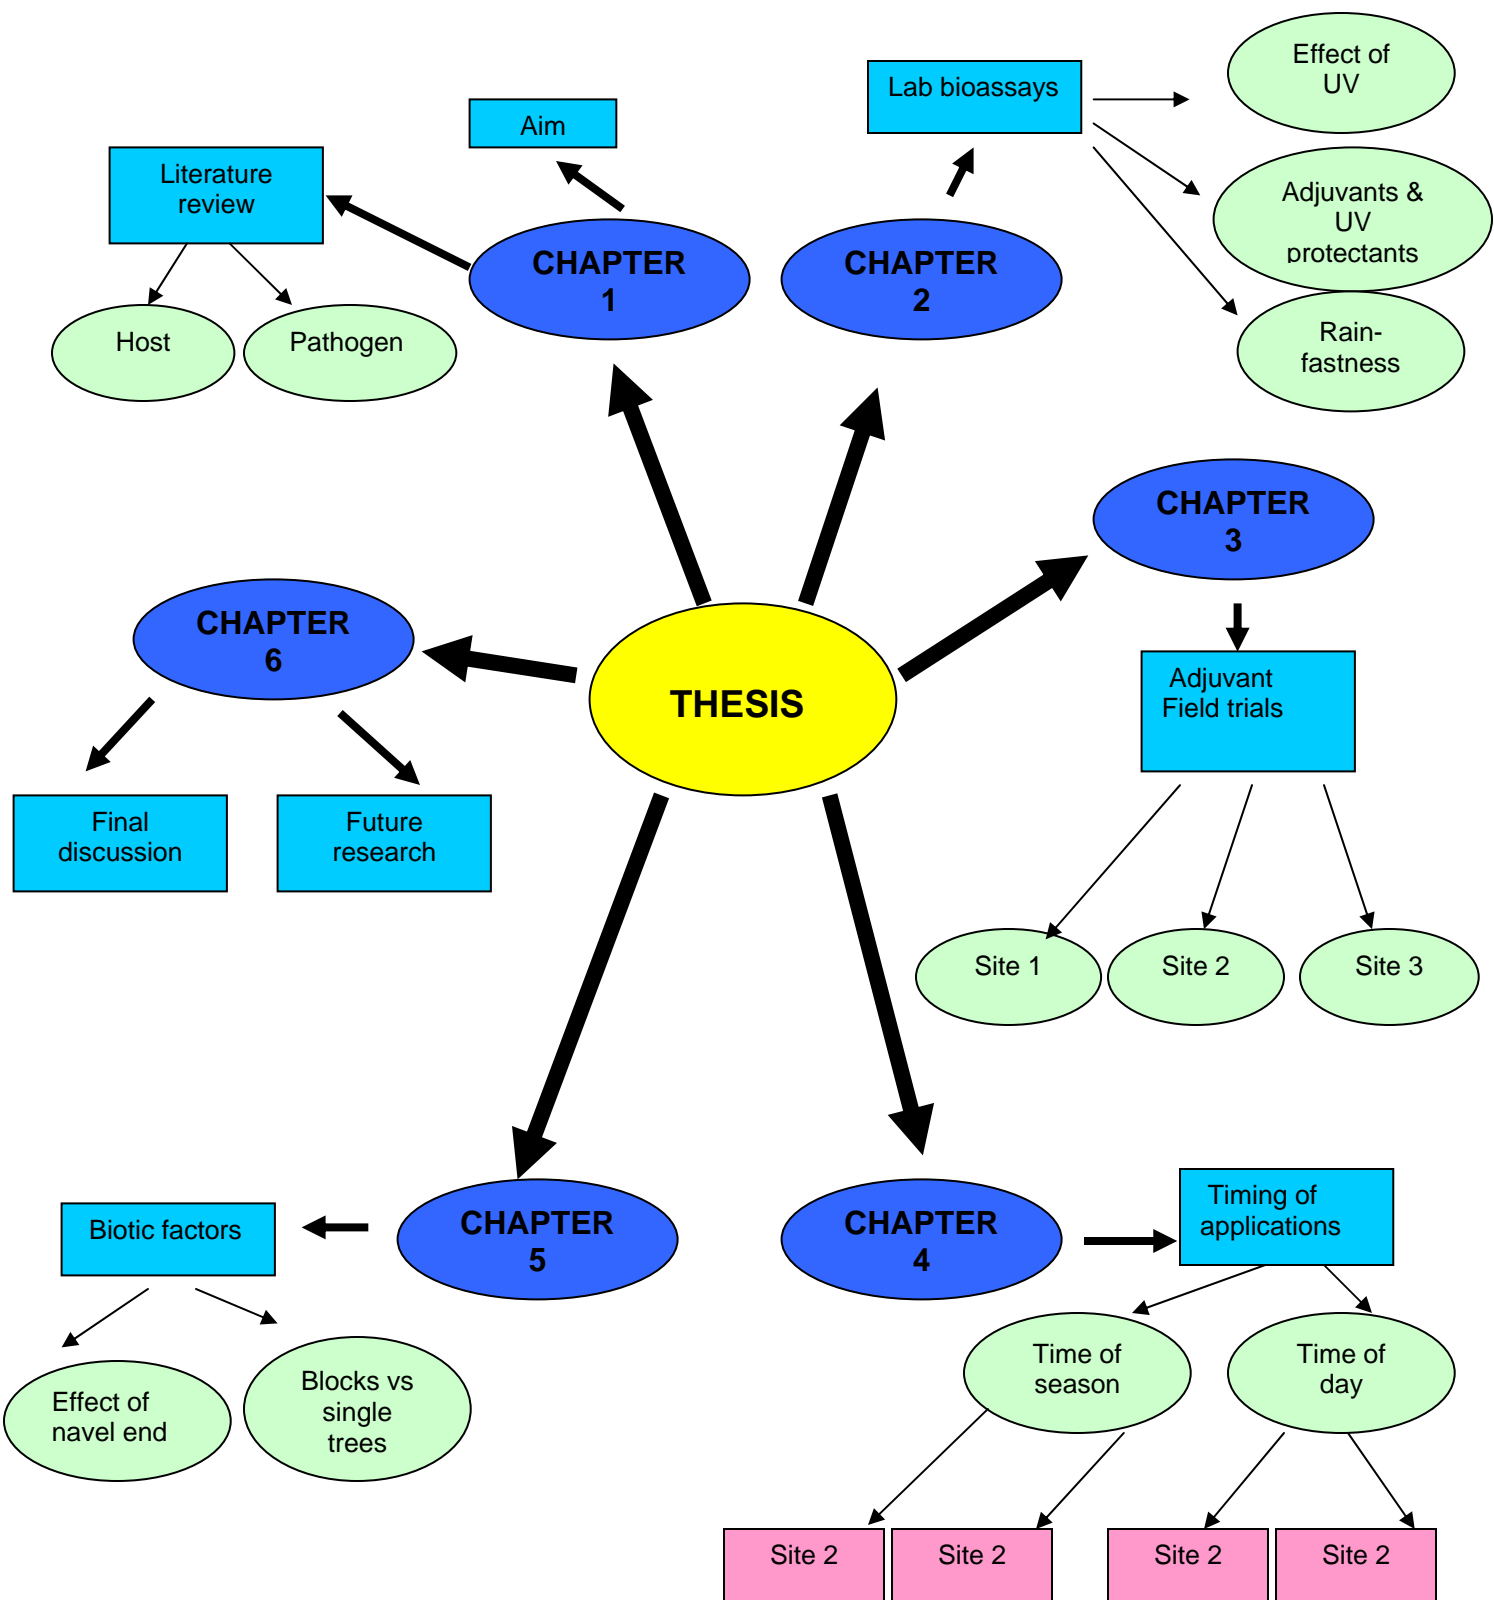 Effect of
UV
Lab bioassays
Aim
Literature
review
Adjuvants &
UV
protectants
CHAPTER
1
CHAPTER
2
Host
Pathogen
Rain-
fastness
CHAPTER
3
CHAPTER
6
THESIS
Adjuvant
Field trials
Final
discussion
Future
research
Site 1
Site 2
Site 3
Biotic factors
CHAPTER
5
CHAPTER
4
Timing of
applications
Effect of
navel end
Blocks vs
single
trees
Time of
season
Time of
day
Site 2
Site 2
Site 2
Site 2